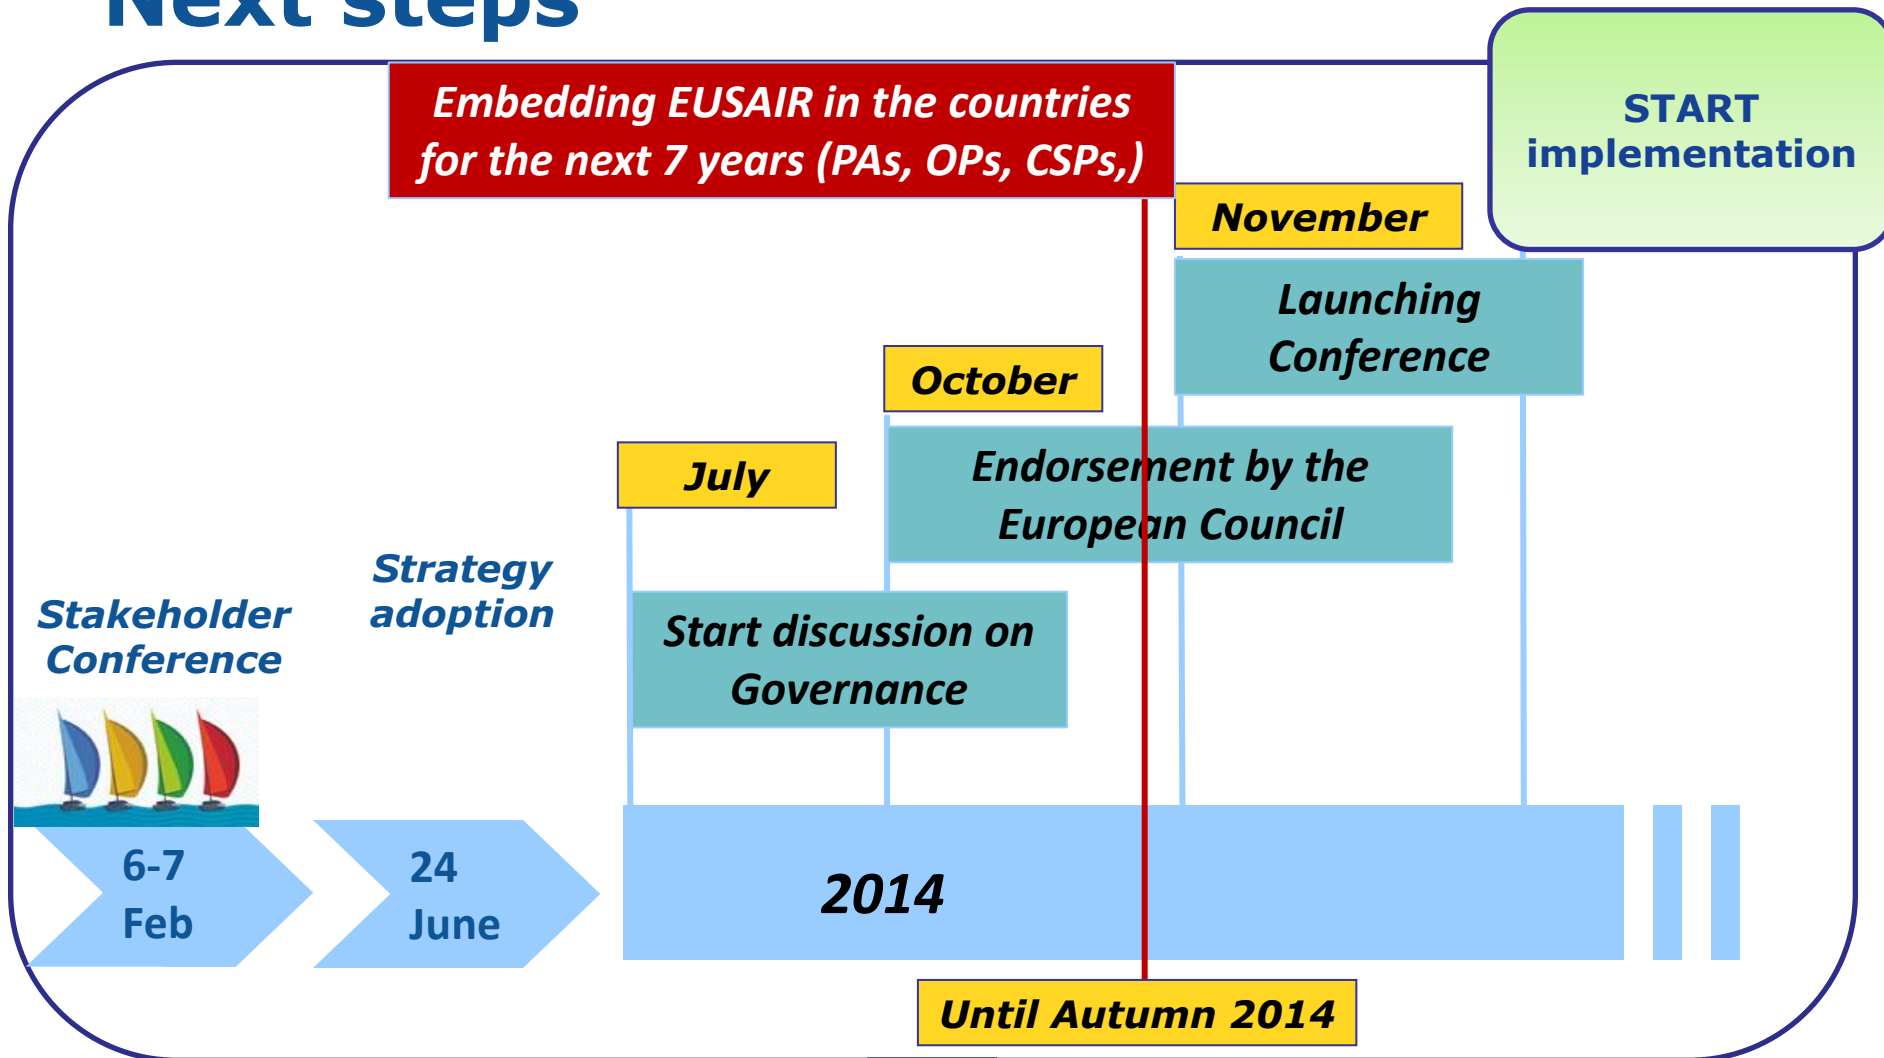 Next steps
START
implementation
Embedding EUSAIR in the countries
for the next 7 years (PAs, OPs, CSPs,)
November
Launching
Conference
October
Endorsement by the
European Council
July
Start discussion on
Governance
Strategy
adoption
Stakeholder
Conference
6-7
Feb
24
June
2014
Until Autumn 2014